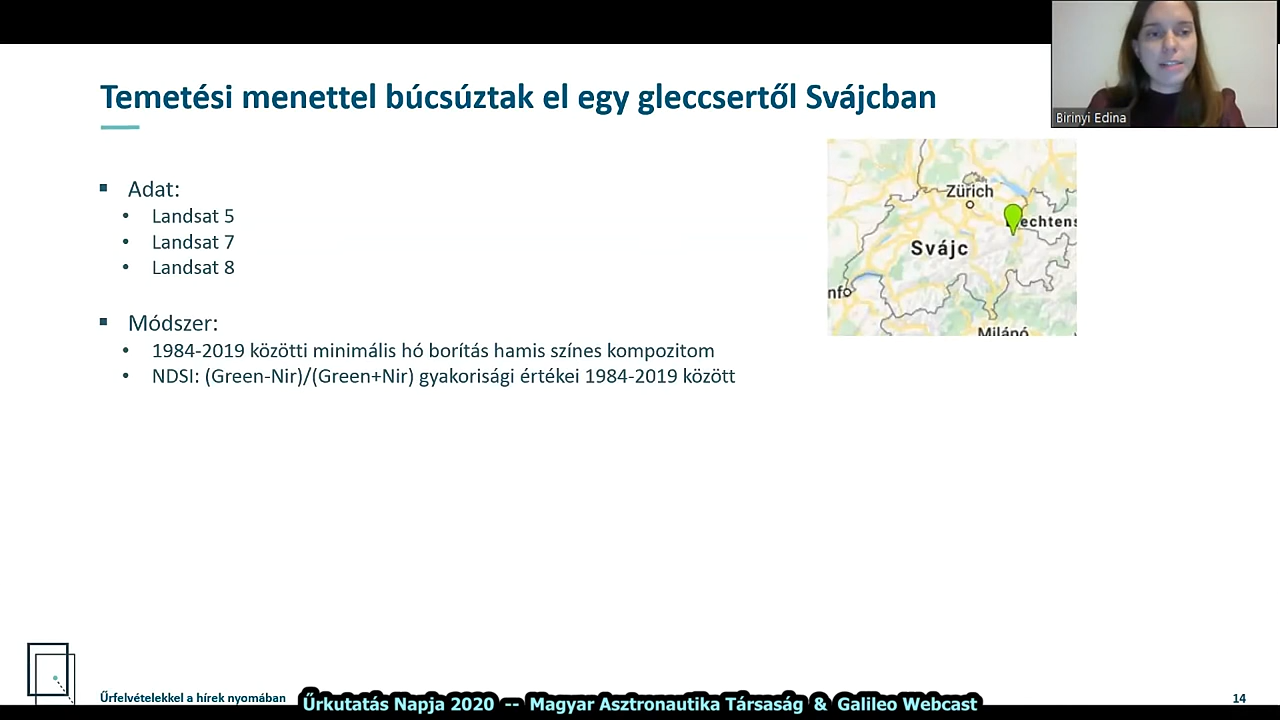 Temetési menettel búcsúztak el egy gleccsertől Svájcban
Birinyi Edina
Adat:
Landsat 5
Landsat 7
Landsat 8
Zürich
echtens
Svájc
nfo
Milánó
Módszer:
1984-2019 közötti minimális hó borítás hamis színes kompozitom
NDSI: (Green-Nir)/(Green+Nir) gyakorisági értékei 1984-2019 között
Űrfelvételekkel a hírek nyomában
Űrkutatás Napja 2020 -- Magyar Asztronautika Társaság & Galileo Webcast
14